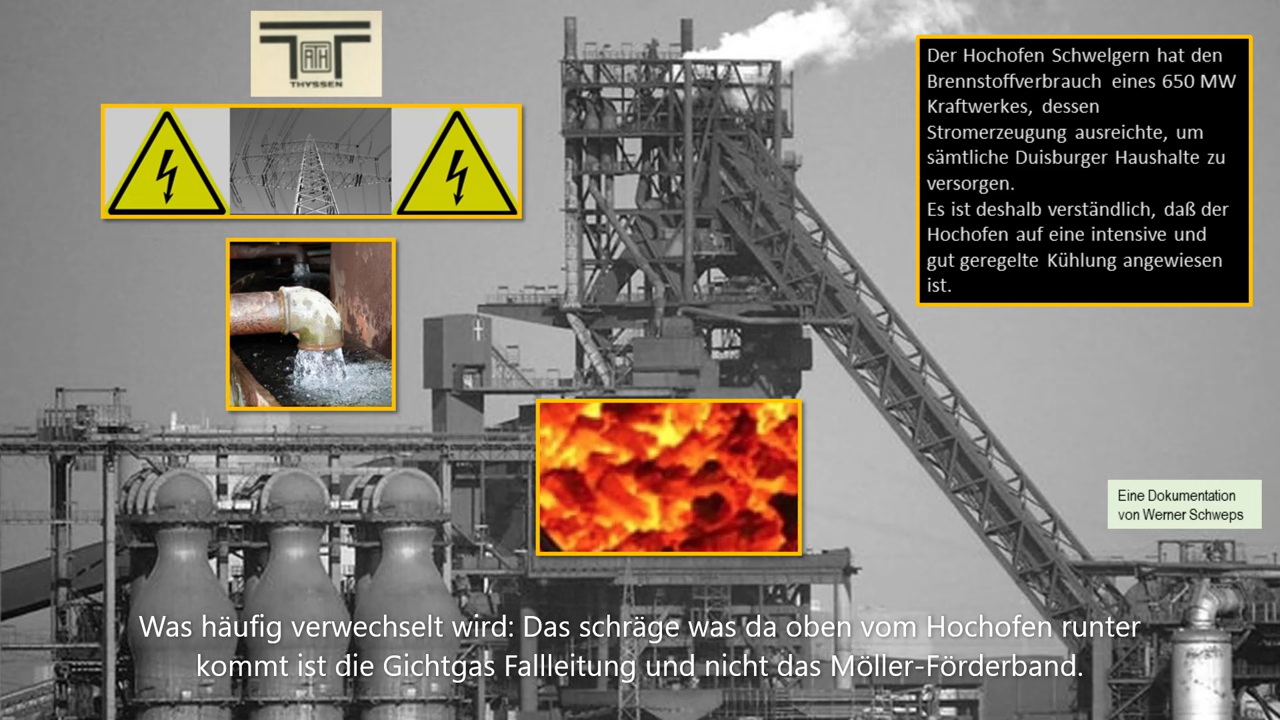 ATH
THYSSEN
Der Hochofen Schwelgern hat den
Brennstoffverbrauch eines 650 MW
Kraftwerkes, dessen
Stromerzeugung ausreichte, um
sämtliche Duisburger Haushalte zu
versorgen.
Es ist deshalb verständlich, daß der
Hochofen auf eine intensive und
gut geregelte Kühlung angewiesen
ist.
Eine Dokumentation
von Werner Schweps
Was häufig verwechselt wird: Das schräge was da oben vom Hochofen runter
kommt ist die Gichtgas Fallleitung und nicht das Möller-Förderband.